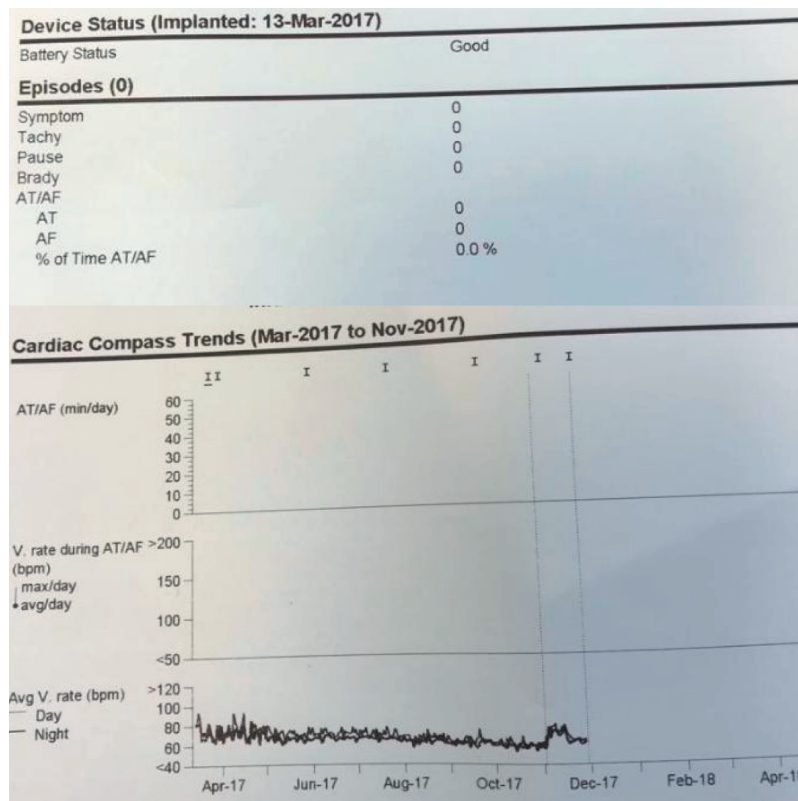 Device Status (Implanted: 13-Mar-2017)
Battery Status Good
Episodes (0)
Symptom 0
Tachy 0
Pause 0
Brady 0
AT/AF
AT 0
AF 0
% of Time AT/AF 0.0 %
Cardiac Compass Trends (Mar-2017 to Nov-2017)
I I I I I I I
AT/AF (min/day)
60
50
40
30
20
10
0
V. rate during AT/AF >200
(bpm)
max/day 150
avg/day
100
<50
Avg V. rate (bpm) >120
Day 100
Night 80
60
<40
Apr-17 Jun-17 Aug-17 Oct-17 Dec-17 Feb-18